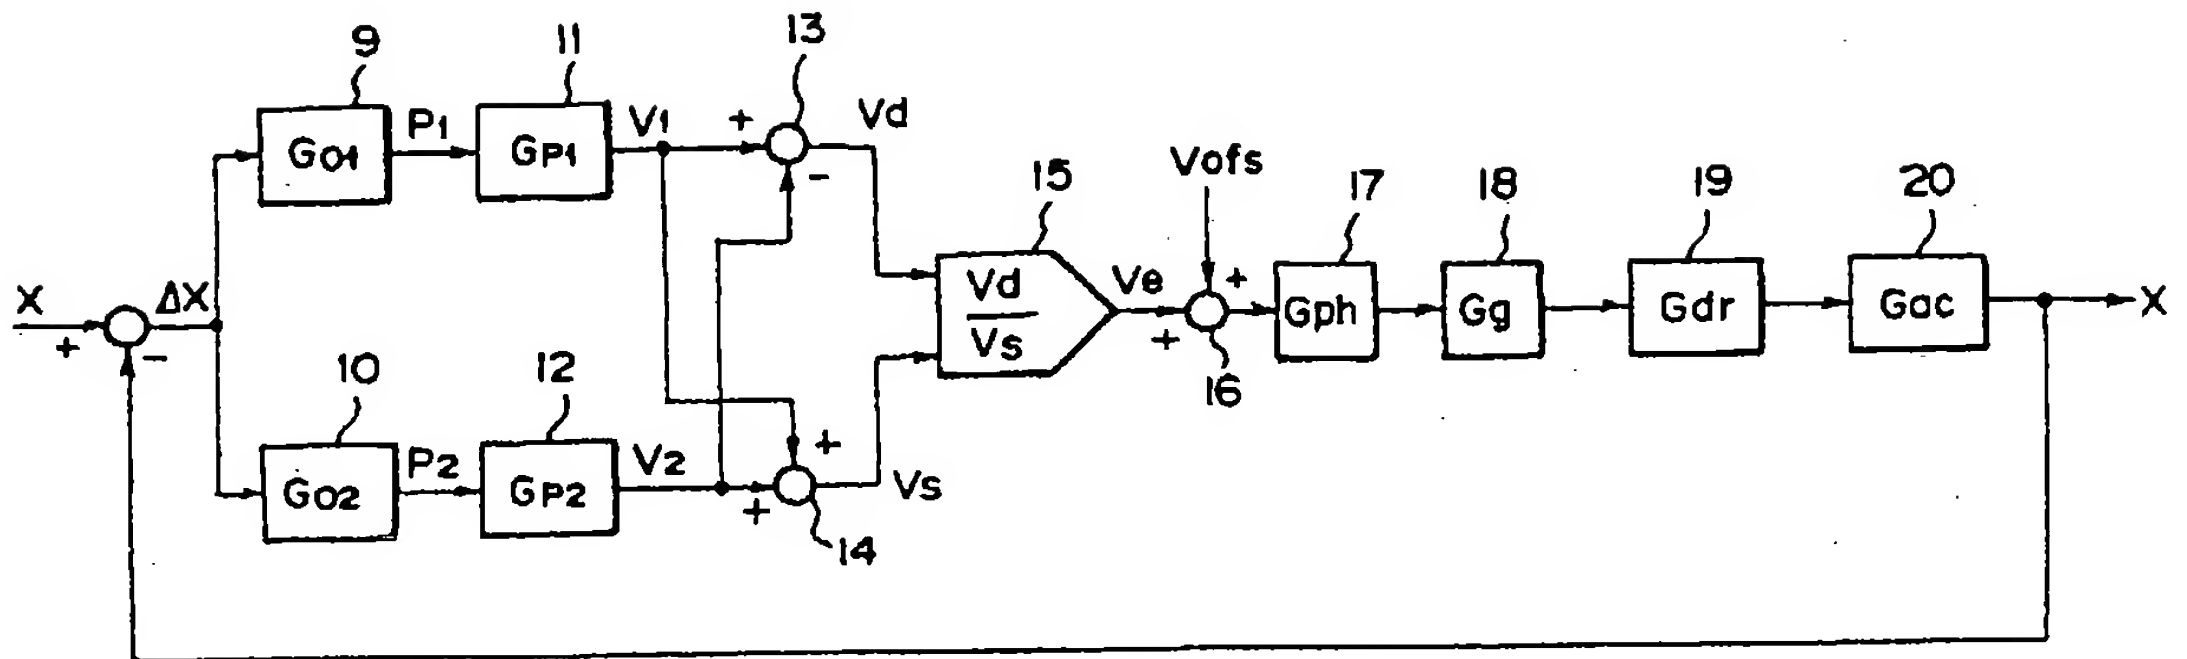 9
11
13
Go1
P1
GP1
V1
+
-
Vd
15
Vofs
17
18
19
20
X
+
-
ΔX
Vd
Vs
Ve
+
+
16
Gph
Gg
Gdr
Gac
X
10
12
Go2
P2
GP2
V2
+
+
14
Vs